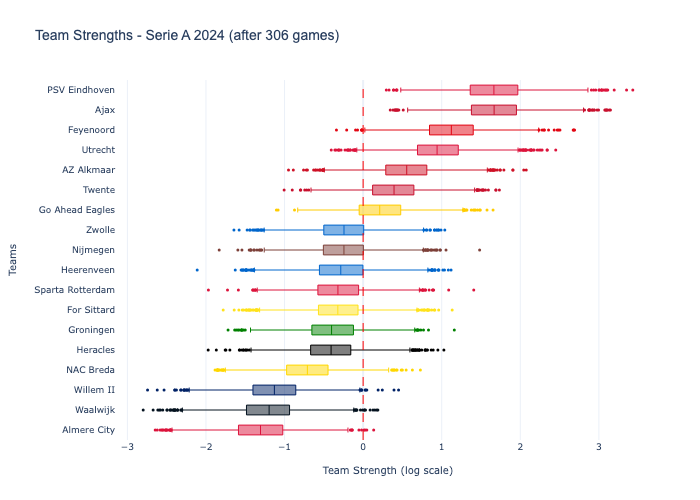 Team Strengths - Serie A 2024 (after 306 games)
PSV Eindhoven
Ajax
Feyenoord
Utrecht
AZ Alkmaar
Twente
Go Ahead Eagles
Zwolle
Nijmegen
Heerenveen
Sparta Rotterdam
For Sittard
Groningen
Heracles
NAC Breda
Willem II
Waalwijk
Almere City
Teams
−3 −2 −1 0 1 2 3
Team Strength (log scale)